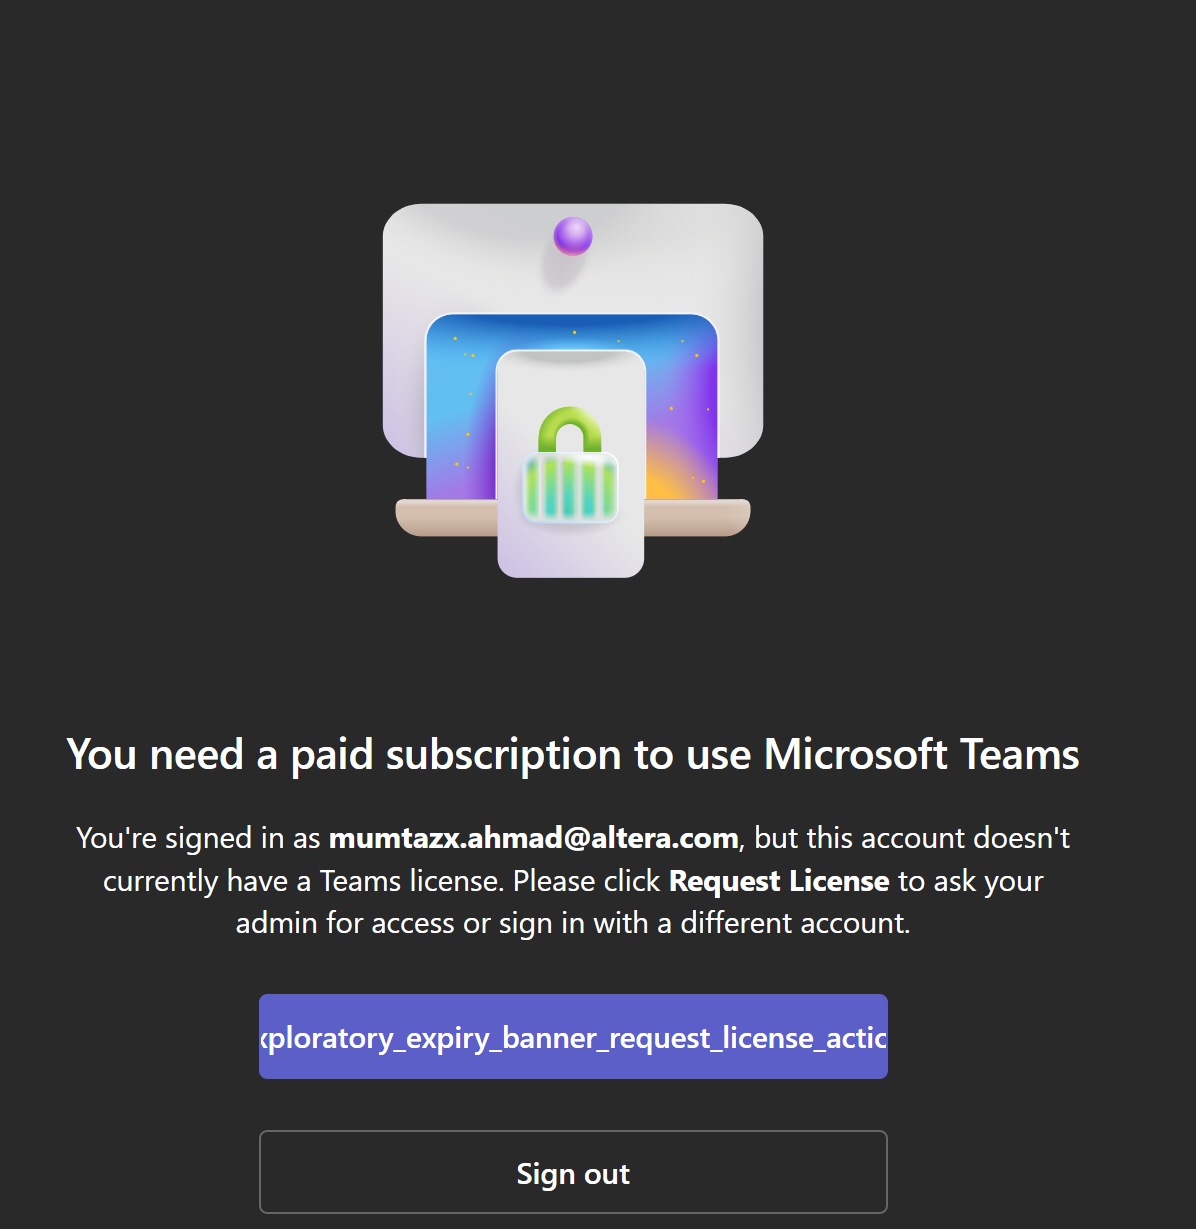 You need a paid subscription to use Microsoft Teams
You're signed in as mumtazx.ahmad@altera.com, but this account doesn't
currently have a Teams license. Please click Request License to ask your
admin for access or sign in with a different account.
xploratory_expiry_banner_request_license_actic
Sign out